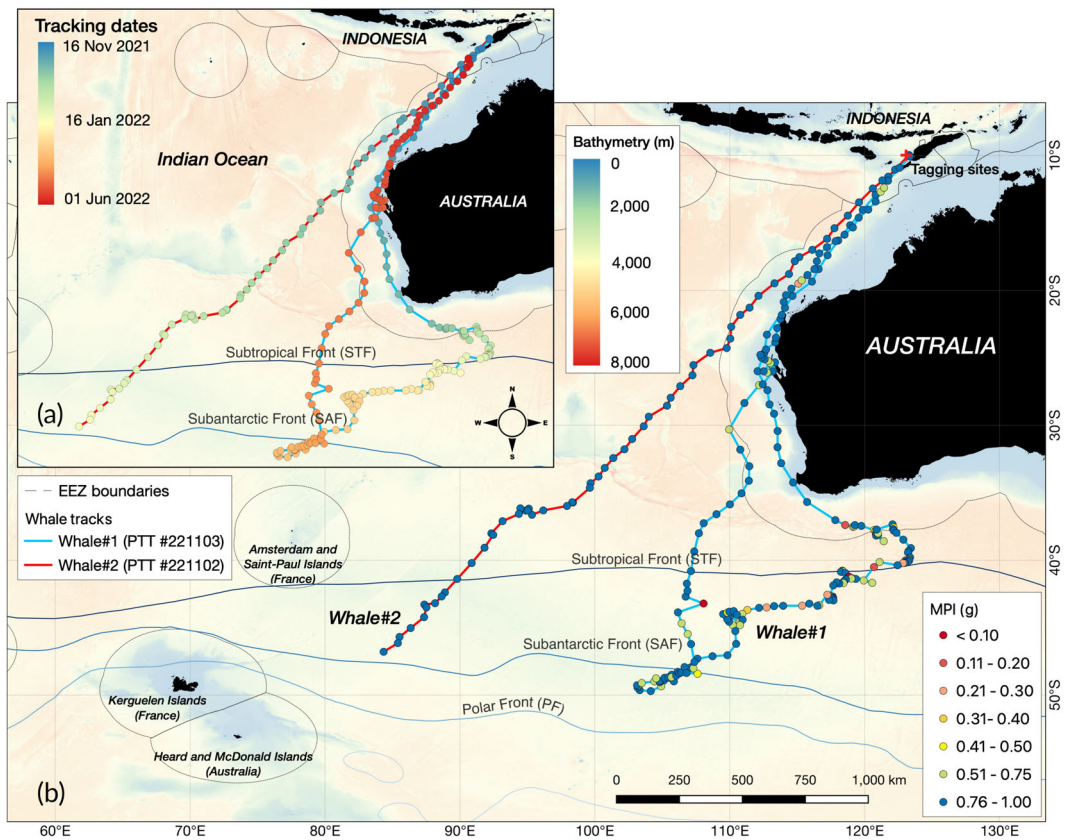 Tracking dates
16 Nov 2021
16 Jan 2022
01 Jun 2022
INDONESIA
Indian Ocean
AUSTRALIA
Subtropical Front (STF)
Subantarctic Front (SAF)
(a)
N
W
E
S
Bathymetry (m)
0
2,000
4,000
6,000
8,000
INDONESIA
Tagging sites
AUSTRALIA
10°S
20°S
30°S
40°S
50°S
EEZ boundaries
Whale tracks
Whale#1 (PTT #221103)
Whale#2 (PTT #221102)
Amsterdam and
Saint-Paul Islands
(France)
Subtropical Front (STF)
Whale#2
Whale#1
Subantarctic Front (SAF)
Kerguelen Islands
(France)
Polar Front (PF)
Heard and McDonald Islands
(Australia)
MPI (g)
< 0.10
0.11 - 0.20
0.21 - 0.30
0.31- 0.40
0.41 - 0.50
0.51 - 0.75
0.76 - 1.00
0 250 500 750 1,000 km
(b)
60°E 70°E 80°E 90°E 100°E 110°E 120°E 130°E